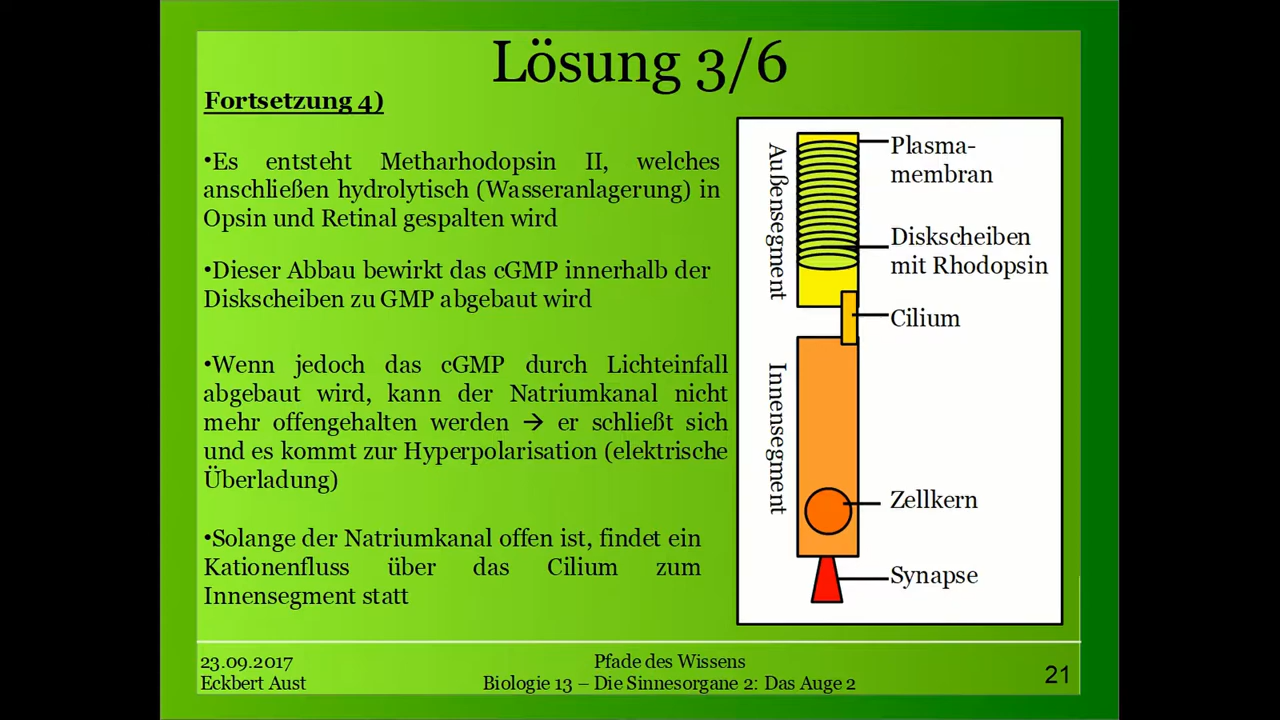 Lösung 3/6
Fortsetzung 4)
•Es entsteht Metharhodopsin II, welches
anschließen hydrolytisch (Wasseranlagerung) in
Opsin und Retinal gespalten wird
•Dieser Abbau bewirkt das cGMP innerhalb der
Diskscheiben zu GMP abgebaut wird
•Wenn jedoch das cGMP durch Lichteinfall
abgebaut wird, kann der Natriumkanal nicht
mehr offengehalten werden → er schließt sich
und es kommt zur Hyperpolarisation (elektrische
Überladung)
•Solange der Natriumkanal offen ist, findet ein
Kationenfluss über das Cilium zum
Innensegment statt
Außensegment
Innensegment
Plasma-
membran
Diskscheiben
mit Rhodopsin
Cilium
Zellkern
Synapse
23.09.2017
Eckbert Aust
Pfade des Wissens
Biologie 13 – Die Sinnesorgane 2: Das Auge 2
21